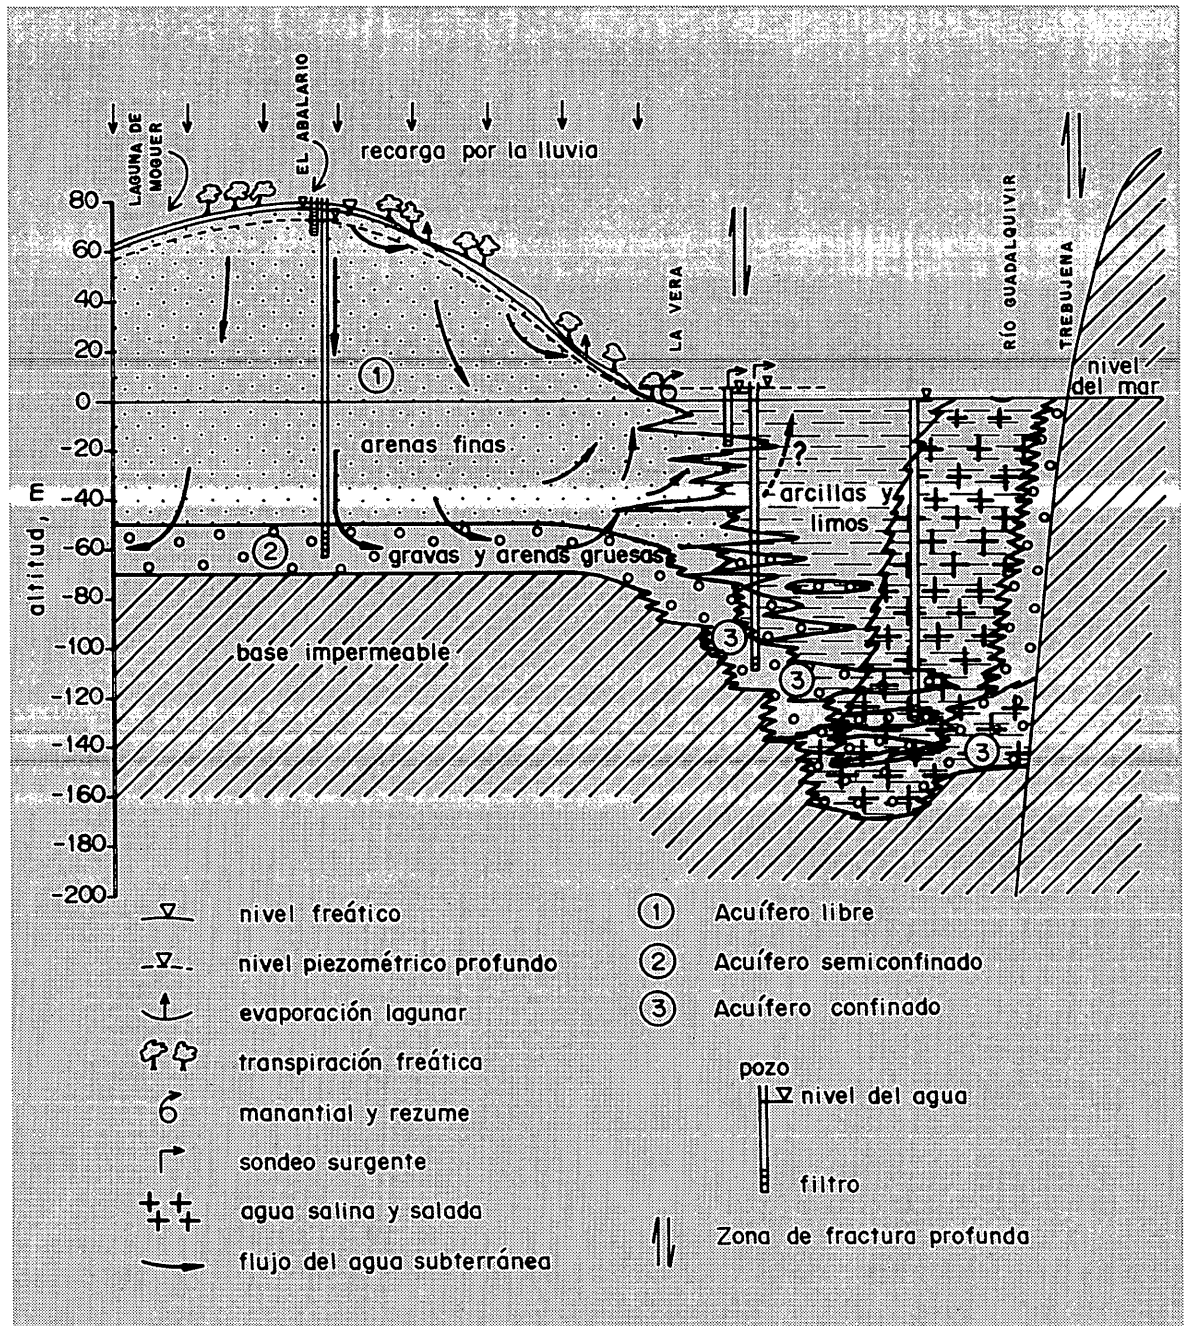 LAGUNA DE
MOGUER
EL ABALARIO
recarga por la lluvia
LA VERA
RÍO GUADALQUIVIR
TREBUJENA
nivel
del mar
80
60
40
20
0
-20
-40
-60
-80
-100
-120
-140
-160
-180
-200
altitud, m
1
arenas finas
?
arcillas y
limos
2
gravas y arenas gruesas
base impermeable
3
3
3
nivel freático
nivel piezométrico profundo
evaporación lagunar
transpiración freática
manantial y rezume
sondeo surgente
agua salina y salada
flujo del agua subterránea
1 Acuífero libre
2 Acuífero semiconfinado
3 Acuífero confinado
pozo
nivel del agua
filtro
Zona de fractura profunda